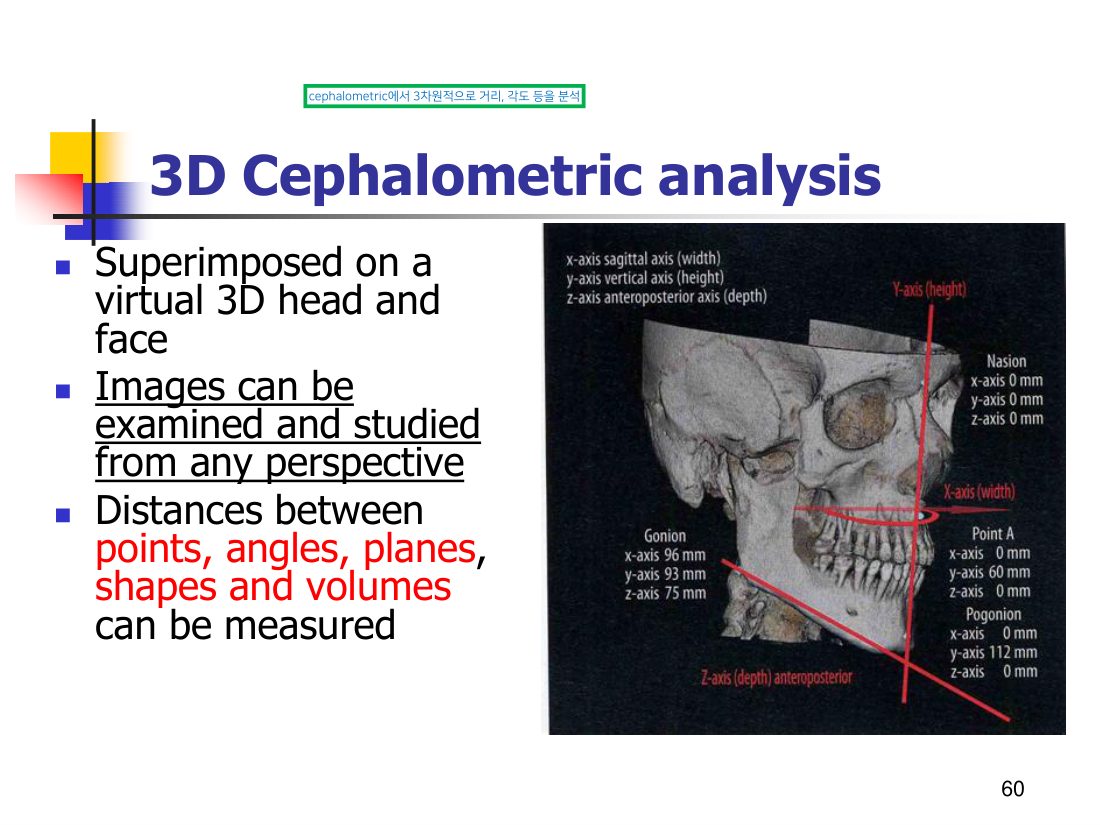 cephalometric에서 3차원적으로 거리, 각도 등을 분석
3D Cephalometric analysis
Superimposed on a
virtual 3D head and
face
Images can be
examined and studied
from any perspective
Distances between
points, angles, planes,
shapes and volumes
can be measured
x-axis sagittal axis (width)
y-axis vertical axis (height)
z-axis anteroposterior axis (depth)
Y-axis (height)
Nasion
x-axis 0 mm
y-axis 0 mm
z-axis 0 mm
X-axis (width)
Gonion
x-axis 96 mm
y-axis 93 mm
z-axis 75 mm
Point A
x-axis 0 mm
y-axis 60 mm
z-axis 0 mm
Pogonion
x-axis 0 mm
y-axis 112 mm
z-axis 0 mm
Z-axis (depth) anteroposterior
60